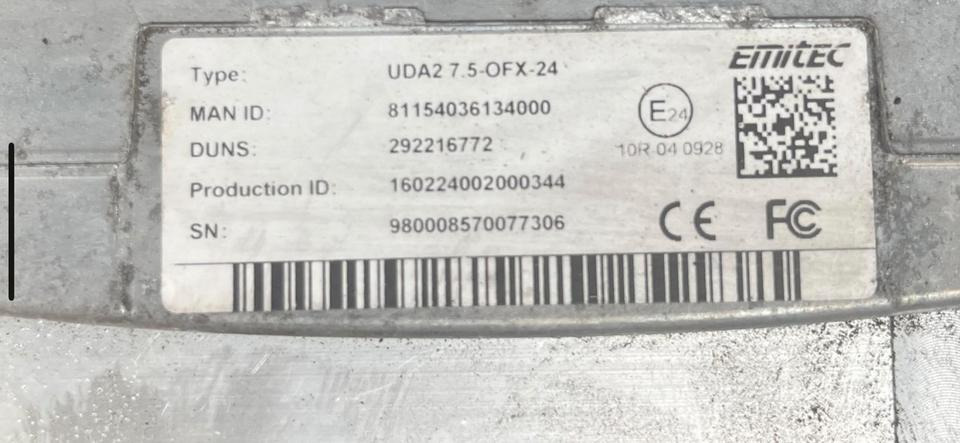 EMITEC
Type: UDA2 7.5-OFX-24
MAN ID: 81154036134000
E24
DUNS: 292216772
10R-04 0928
Production ID: 160224002000344
SN: 980008570077306
CE FC